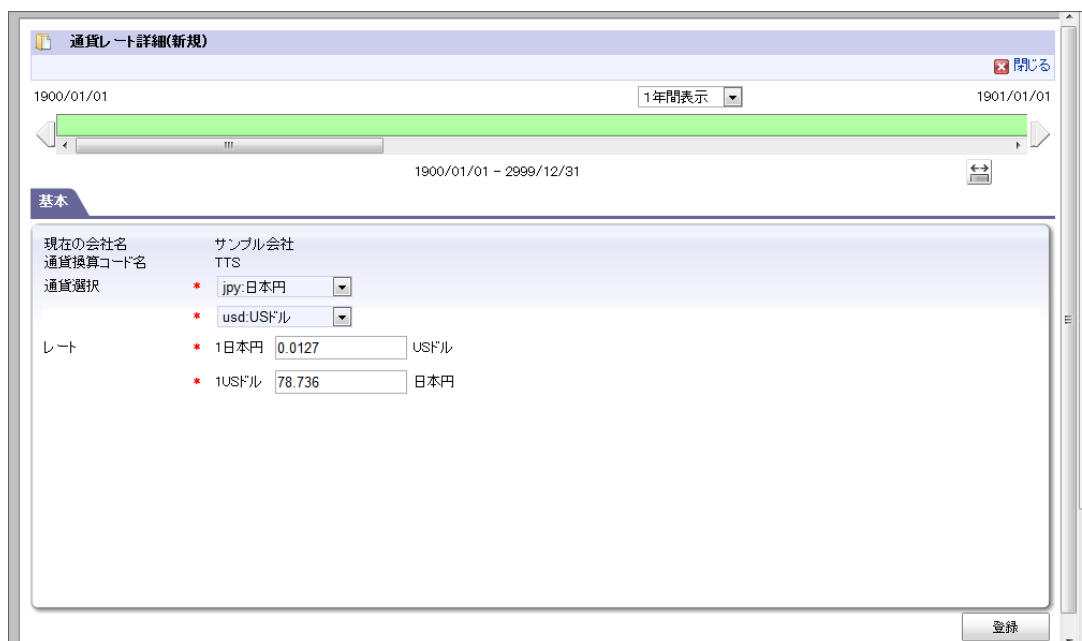 通貨レート詳細(新規)
閉じる
1900/01/01 1年間表示 1901/01/01
1900/01/01 - 2999/12/31
基本
現在の会社名 サンプル会社
通貨換算コード名 TTS
通貨選択 * jpy:日本円
* usd:USドル
レート * 1日本円 0.0127 USドル
* 1USドル 78.736 日本円
登録